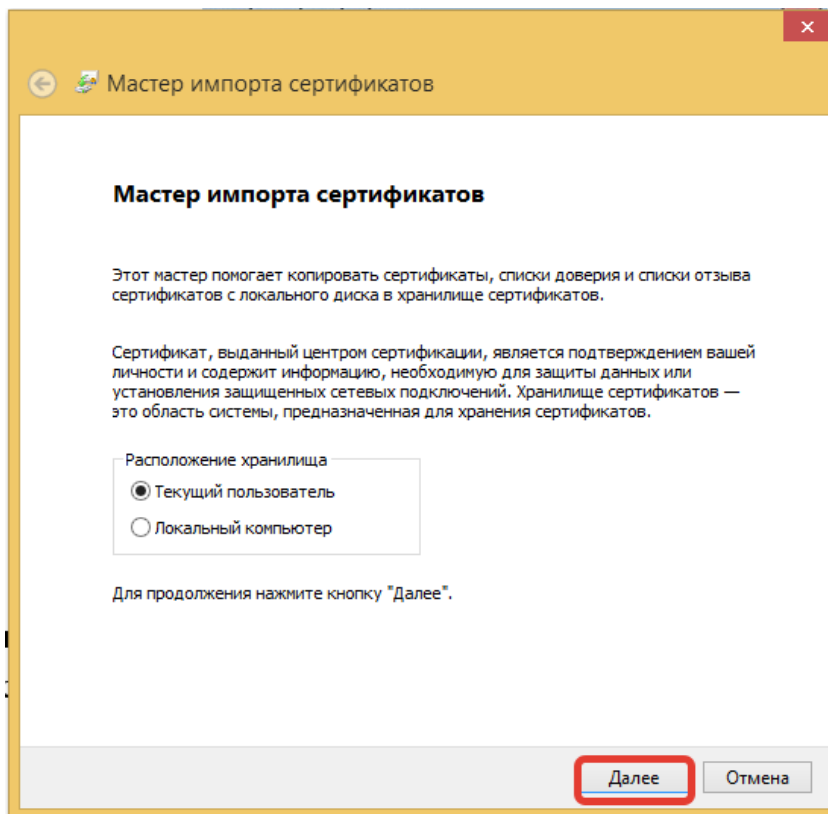 Мастер импорта сертификатов
Мастер импорта сертификатов
Этот мастер помогает копировать сертификаты, списки доверия и списки отзыва
сертификатов с локального диска в хранилище сертификатов.
Сертификат, выданный центром сертификации, является подтверждением вашей
личности и содержит информацию, необходимую для защиты данных или
установления защищенных сетевых подключений. Хранилище сертификатов —
это область системы, предназначенная для хранения сертификатов.
Расположение хранилища
Текущий пользователь
Локальный компьютер
Для продолжения нажмите кнопку "Далее".
Далее
Отмена